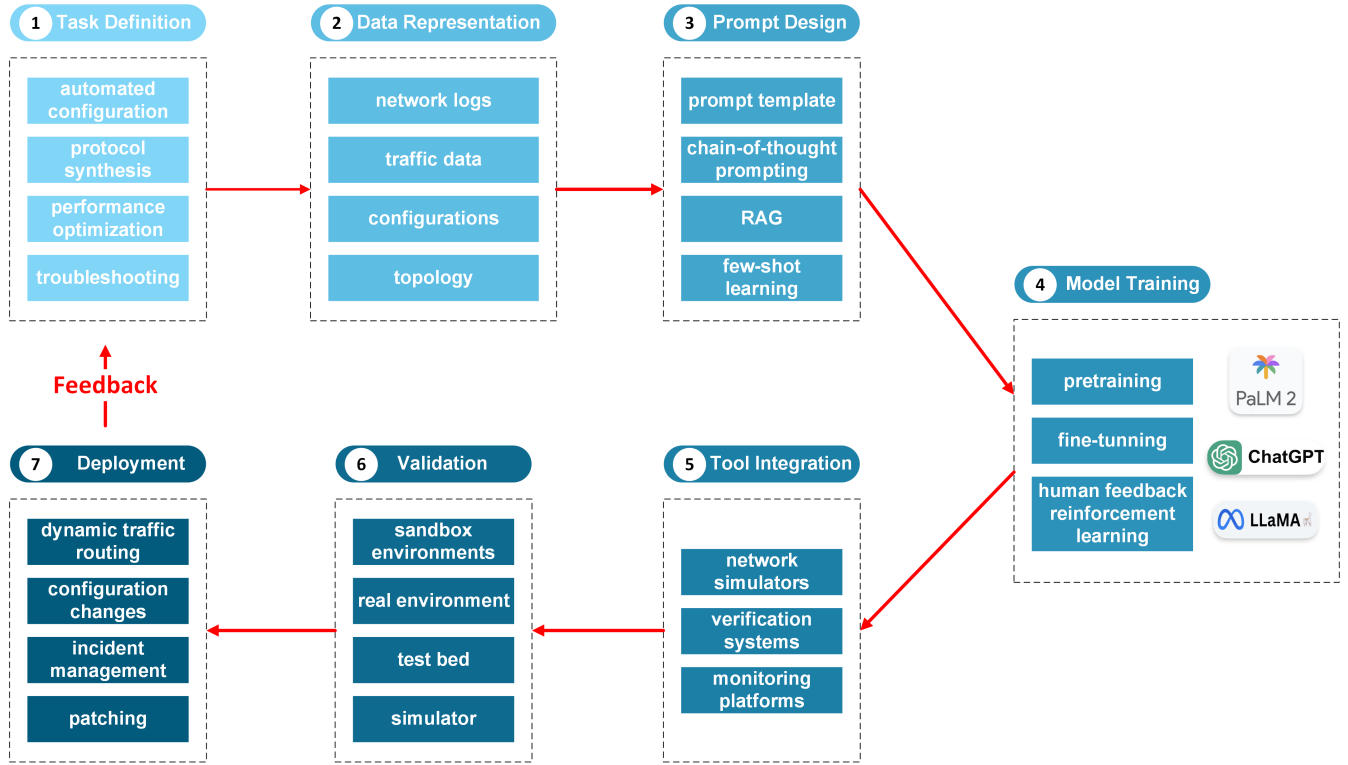 1 Task Definition
automated
configuration
protocol
synthesis
performance
optimization
troubleshooting
2 Data Representation
network logs
traffic data
configurations
topology
3 Prompt Design
prompt template
chain-of-thought
prompting
RAG
few-shot
learning
4 Model Training
pretraining
fine-tunning
human feedback
reinforcement
learning
PaLM 2
ChatGPT
LLaMA
5 Tool Integration
network
simulators
verification
systems
monitoring
platforms
6 Validation
sandbox
environments
real environment
test bed
simulator
7 Deployment
dynamic traffic
routing
configuration
changes
incident
management
patching
Feedback